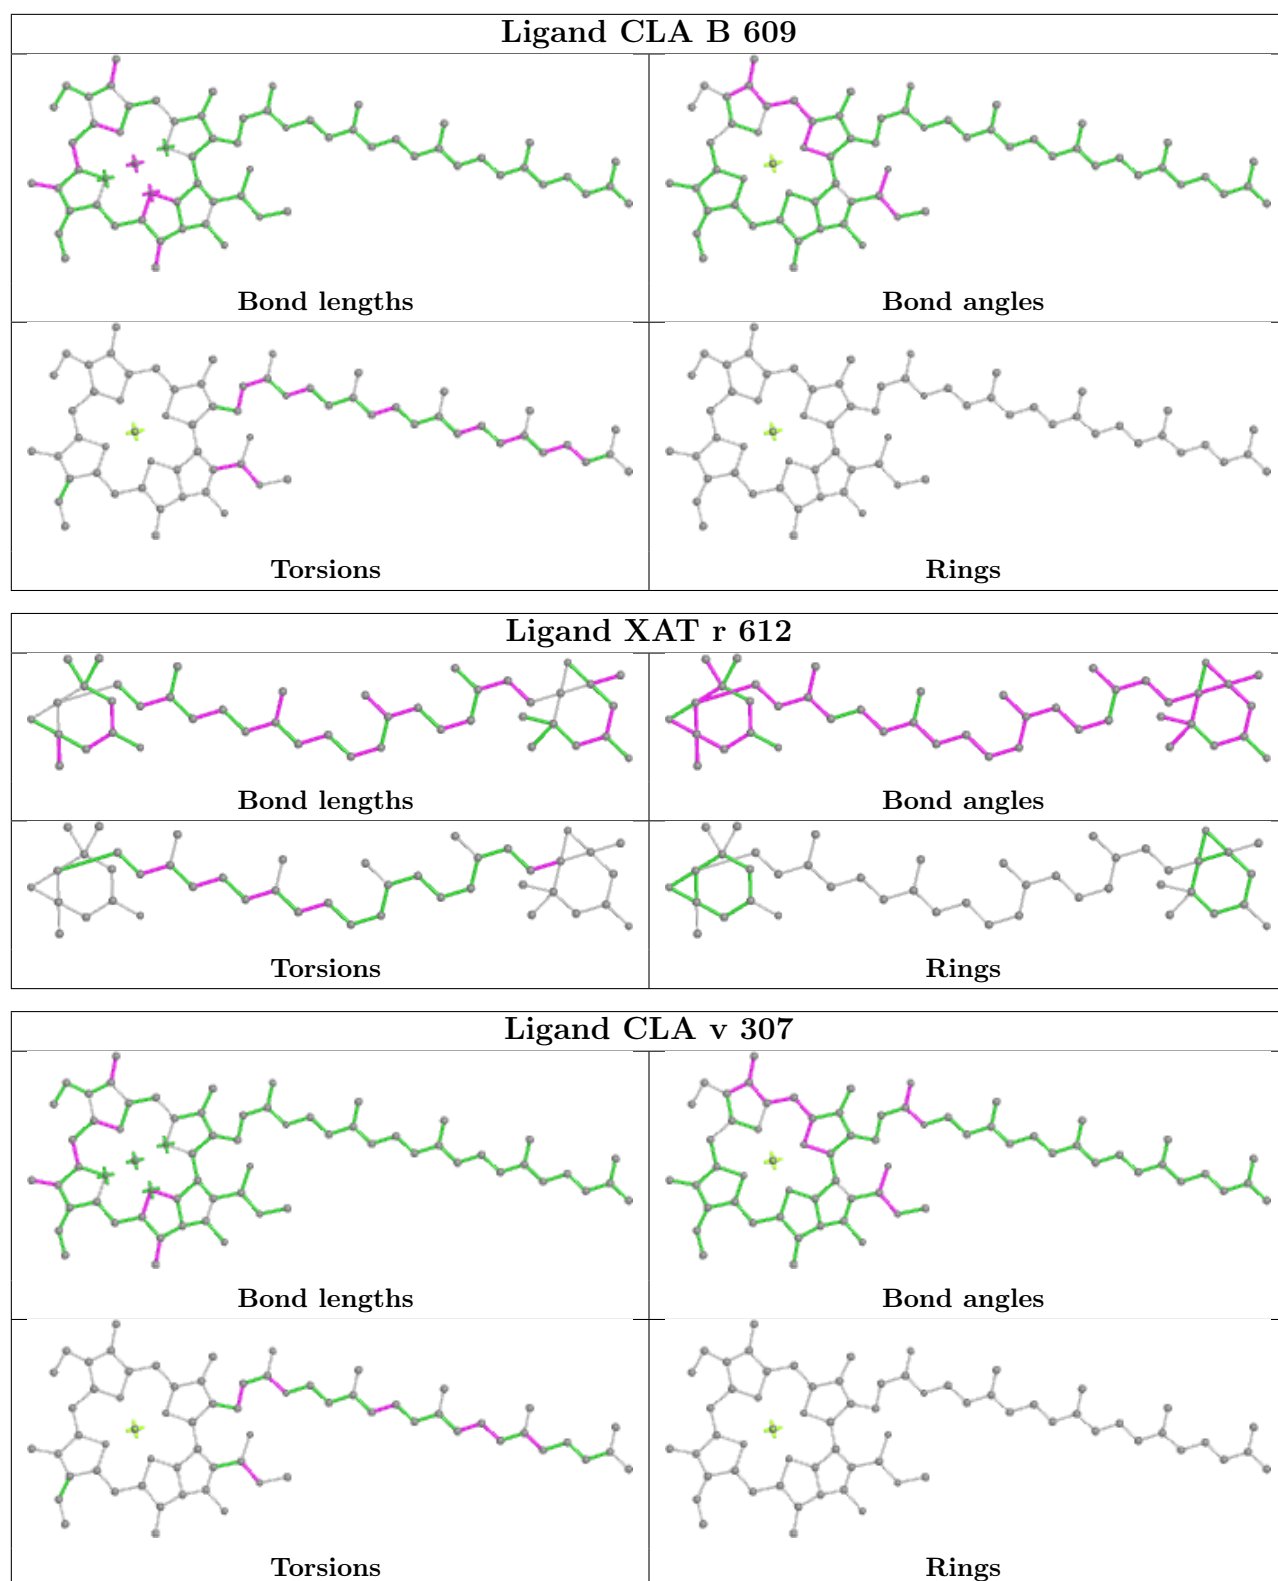 Ligand CLA B 609
Bond lengths
Bond angles
Torsions
Rings
Ligand XAT r 612
Bond lengths
Bond angles
Torsions
Rings
Ligand CLA v 307
Bond lengths
Bond angles
Torsions
Rings